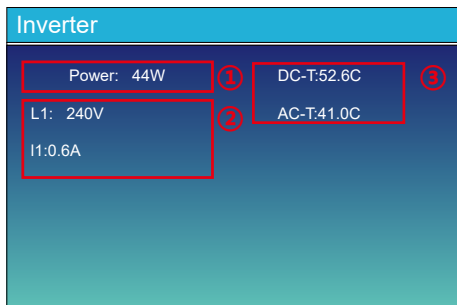 Inverter
Power: 44W
①
DC-T:52.6C
③
L1: 240V
②
AC-T:41.0C
I1:0.6A